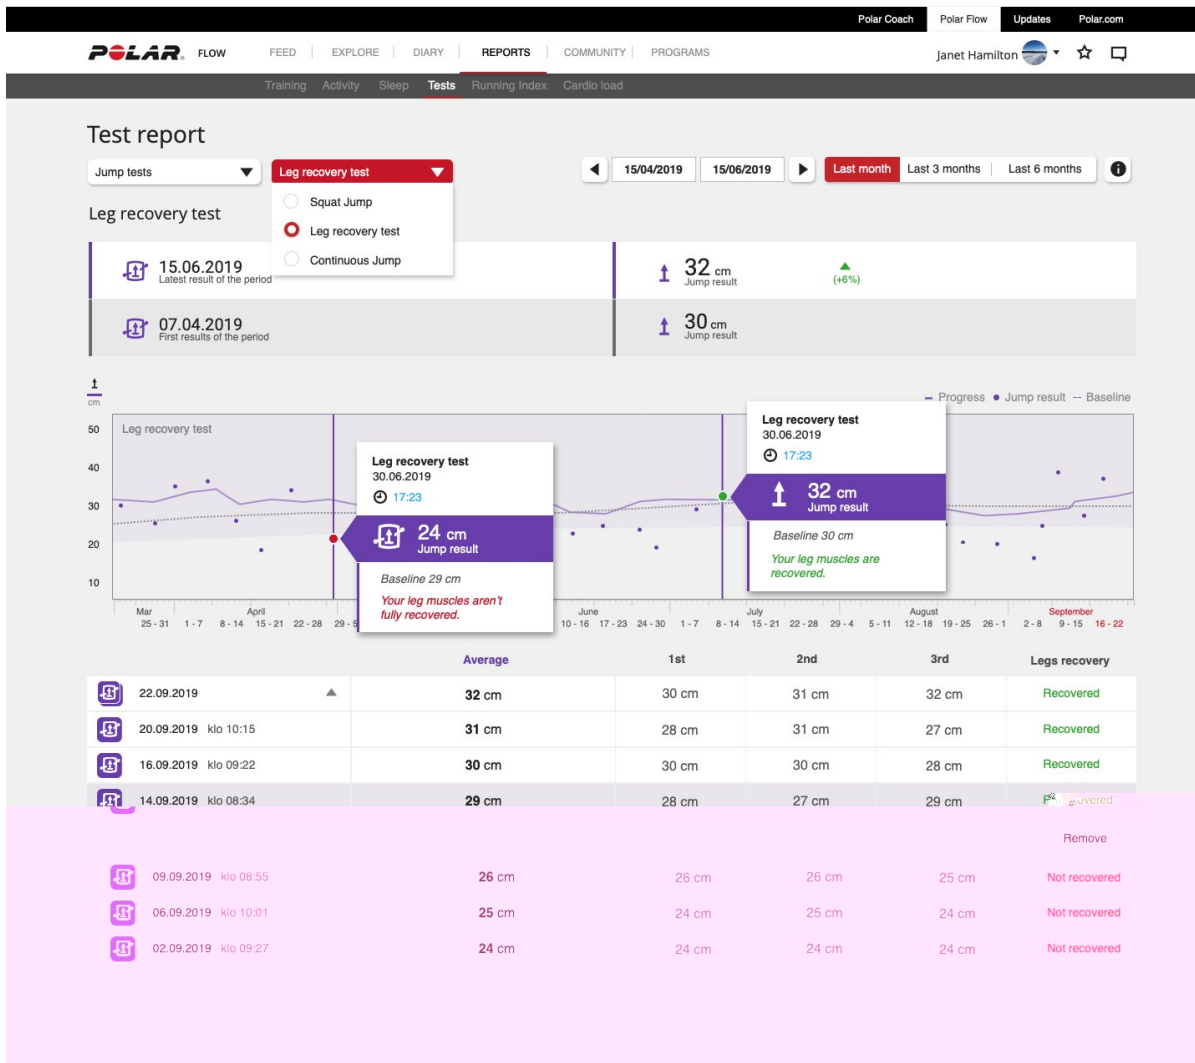 Polar Coach Polar Flow Updates Polar.com
POLAR. FLOW FEED EXPLORE DIARY REPORTS COMMUNITY PROGRAMS Janet Hamilton
Training Activity Sleep Tests Running Index Cardio load
Test report
Jump tests Leg recovery test 15/04/2019 15/06/2019 Last month Last 3 months Last 6 months
Squat Jump
Leg recovery test
Continuous Jump
Leg recovery test
15.06.2019
Latest result of the period
32 cm
Jump result
(+6%)
07.04.2019
First results of the period
30 cm
Jump result
cm
Progress Jump result Baseline
50
40
30
20
10
Leg recovery test
Leg recovery test
30.06.2019
17:23
24 cm
Jump result
Baseline 29 cm
Your leg muscles aren't
fully recovered.
Leg recovery test
30.06.2019
17:23
32 cm
Jump result
Baseline 30 cm
Your leg muscles are
recovered.
Mar April June July August September
25 - 31 1 - 7 8 - 14 15 - 21 22 - 28 29 - 5 10 - 16 17 - 23 24 - 30 1 - 7 8 - 14 15 - 21 22 - 28 29 - 4 5 - 11 12 - 18 19 - 25 26 - 1 2 - 8 9 - 15 16 - 22
Average 1st 2nd 3rd Legs recovery
22.09.2019 32 cm 30 cm 31 cm 32 cm Recovered
20.09.2019 klo 10:15 31 cm 28 cm 31 cm 27 cm Recovered
16.09.2019 klo 09:22 30 cm 30 cm 30 cm 28 cm Recovered
14.09.2019 klo 08:34 29 cm 28 cm 27 cm 29 cm
Remove
09.09.2019 klo 08:55 26 cm 26 cm 26 cm 25 cm Not recovered
06.09.2019 klo 10:01 25 cm 24 cm 25 cm 24 cm Not recovered
02.09.2019 klo 09:27 24 cm 24 cm 24 cm 24 cm Not recovered